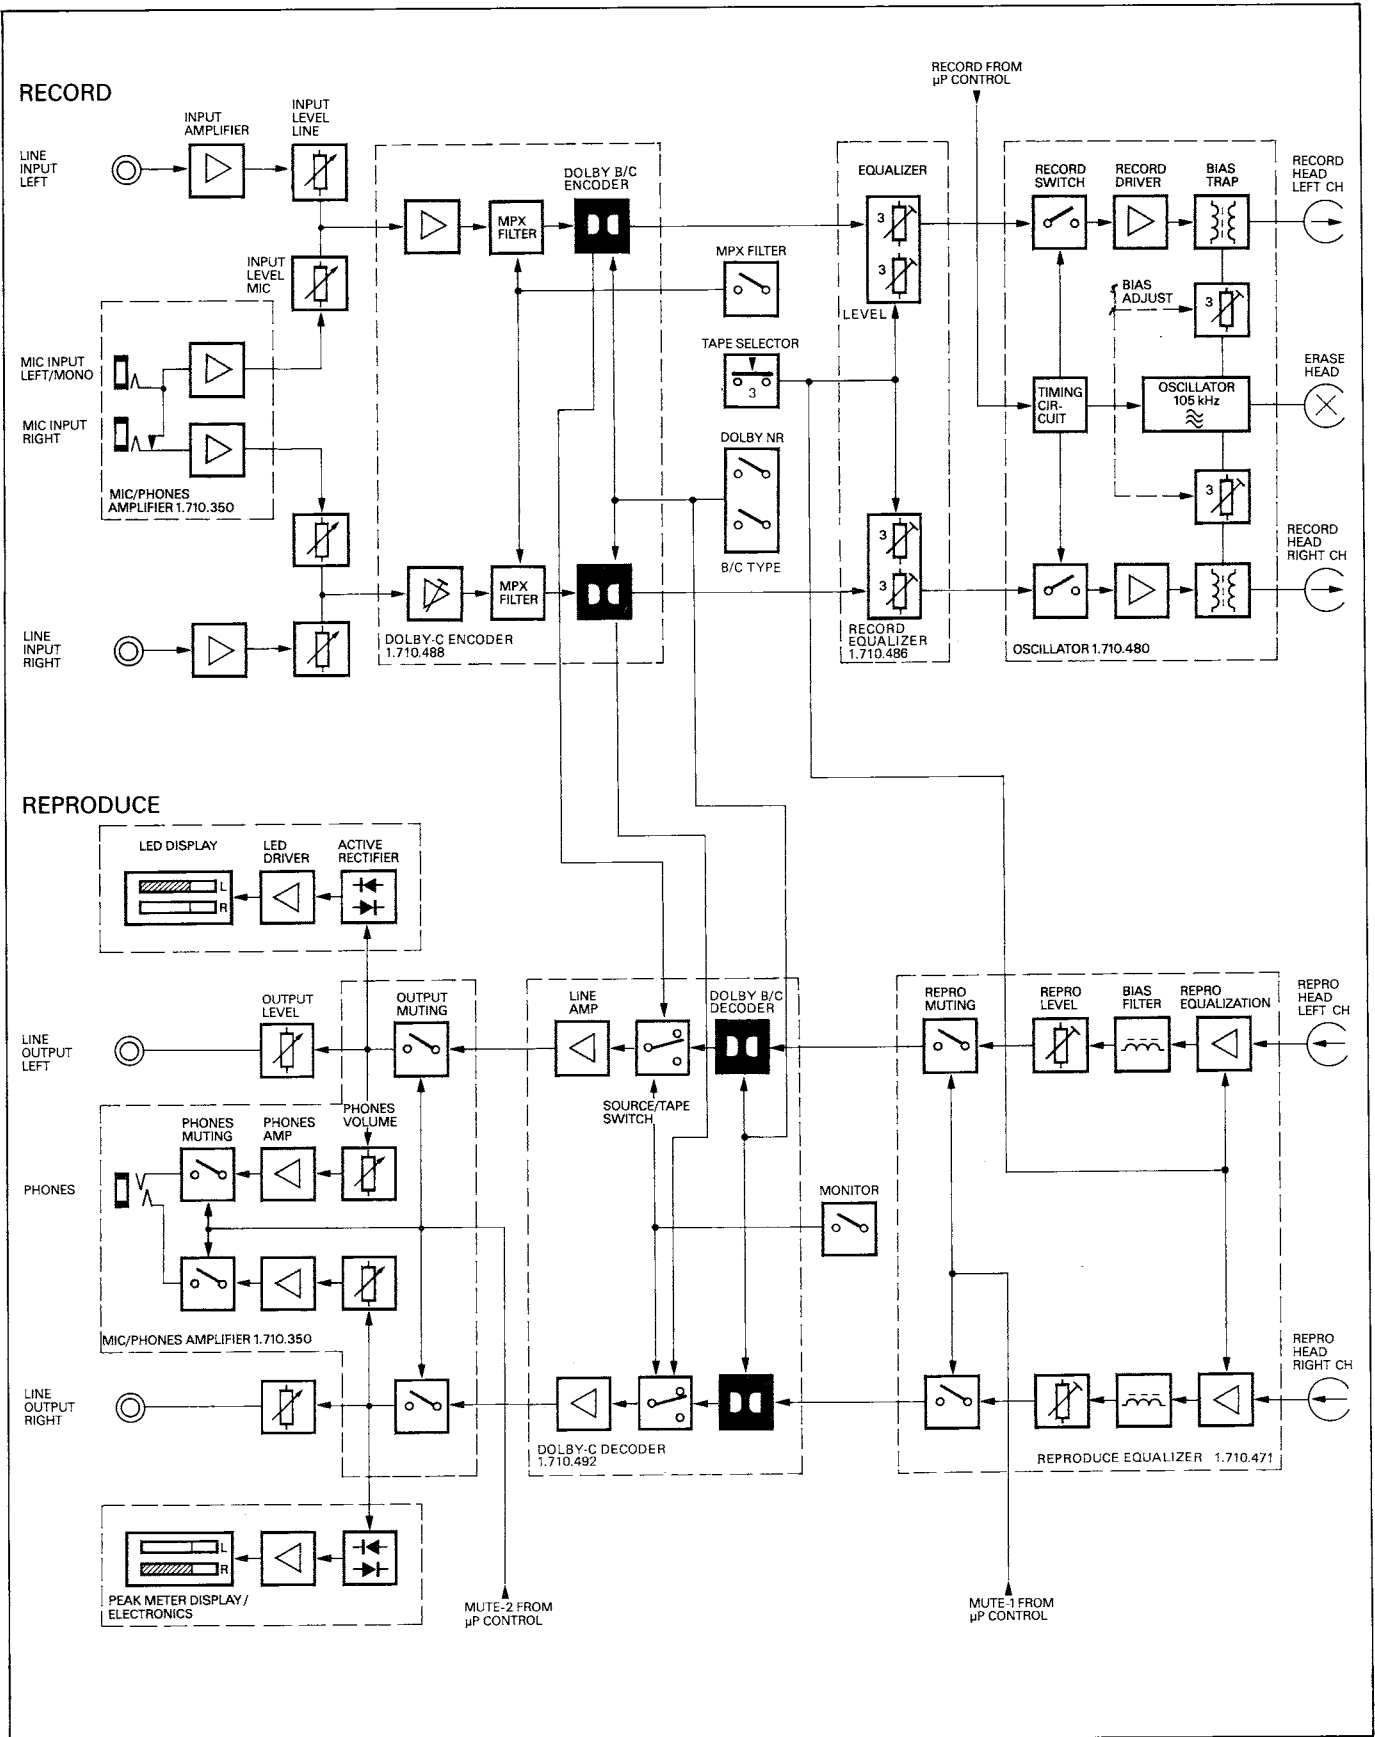 RECORD
RECORD FROM
µP CONTROL
LINE
INPUT
LEFT
INPUT
AMPLIFIER
INPUT
LEVEL
LINE
INPUT
LEVEL
MIC
MIC INPUT
LEFT/MONO
MIC INPUT
RIGHT
MIC/PHONES
AMPLIFIER 1.710.350
LINE
INPUT
RIGHT
MPX
FILTER
DOLBY B/C
ENCODER
MPX
FILTER
DOLBY-C ENCODER
1.710.488
MPX FILTER
TAPE SELECTOR
3
DOLBY NR
B/C TYPE
EQUALIZER
3
3
LEVEL
3
3
RECORD
EQUALIZER
1.710.486
RECORD
SWITCH
RECORD
DRIVER
BIAS
TRAP
BIAS
ADJUST
3
TIMING
CIR-
CUIT
OSCILLATOR
105 kHz
3
OSCILLATOR 1.710.480
RECORD
HEAD
LEFT CH
ERASE
HEAD
RECORD
HEAD
RIGHT CH
REPRODUCE
LED DISPLAY
LED
DRIVER
ACTIVE
RECTIFIER
L
R
LINE
OUTPUT
LEFT
OUTPUT
LEVEL
OUTPUT
MUTING
PHONES
PHONES
MUTING
PHONES
AMP
PHONES
VOLUME
MIC/PHONES AMPLIFIER 1.710.350
LINE
OUTPUT
RIGHT
L
R
PEAK METER DISPLAY/
ELECTRONICS
MUTE-2 FROM
µP CONTROL
LINE
AMP
DOLBY B/C
DECODER
SOURCE/TAPE
SWITCH
MONITOR
DOLBY-C DECODER
1.710.492
REPRO
MUTING
REPRO
LEVEL
BIAS
FILTER
REPRO
EQUALIZATION
REPRO
HEAD
LEFT CH
REPRO
HEAD
RIGHT CH
REPRODUCE EQUALIZER 1.710.471
MUTE-1 FROM
µP CONTROL